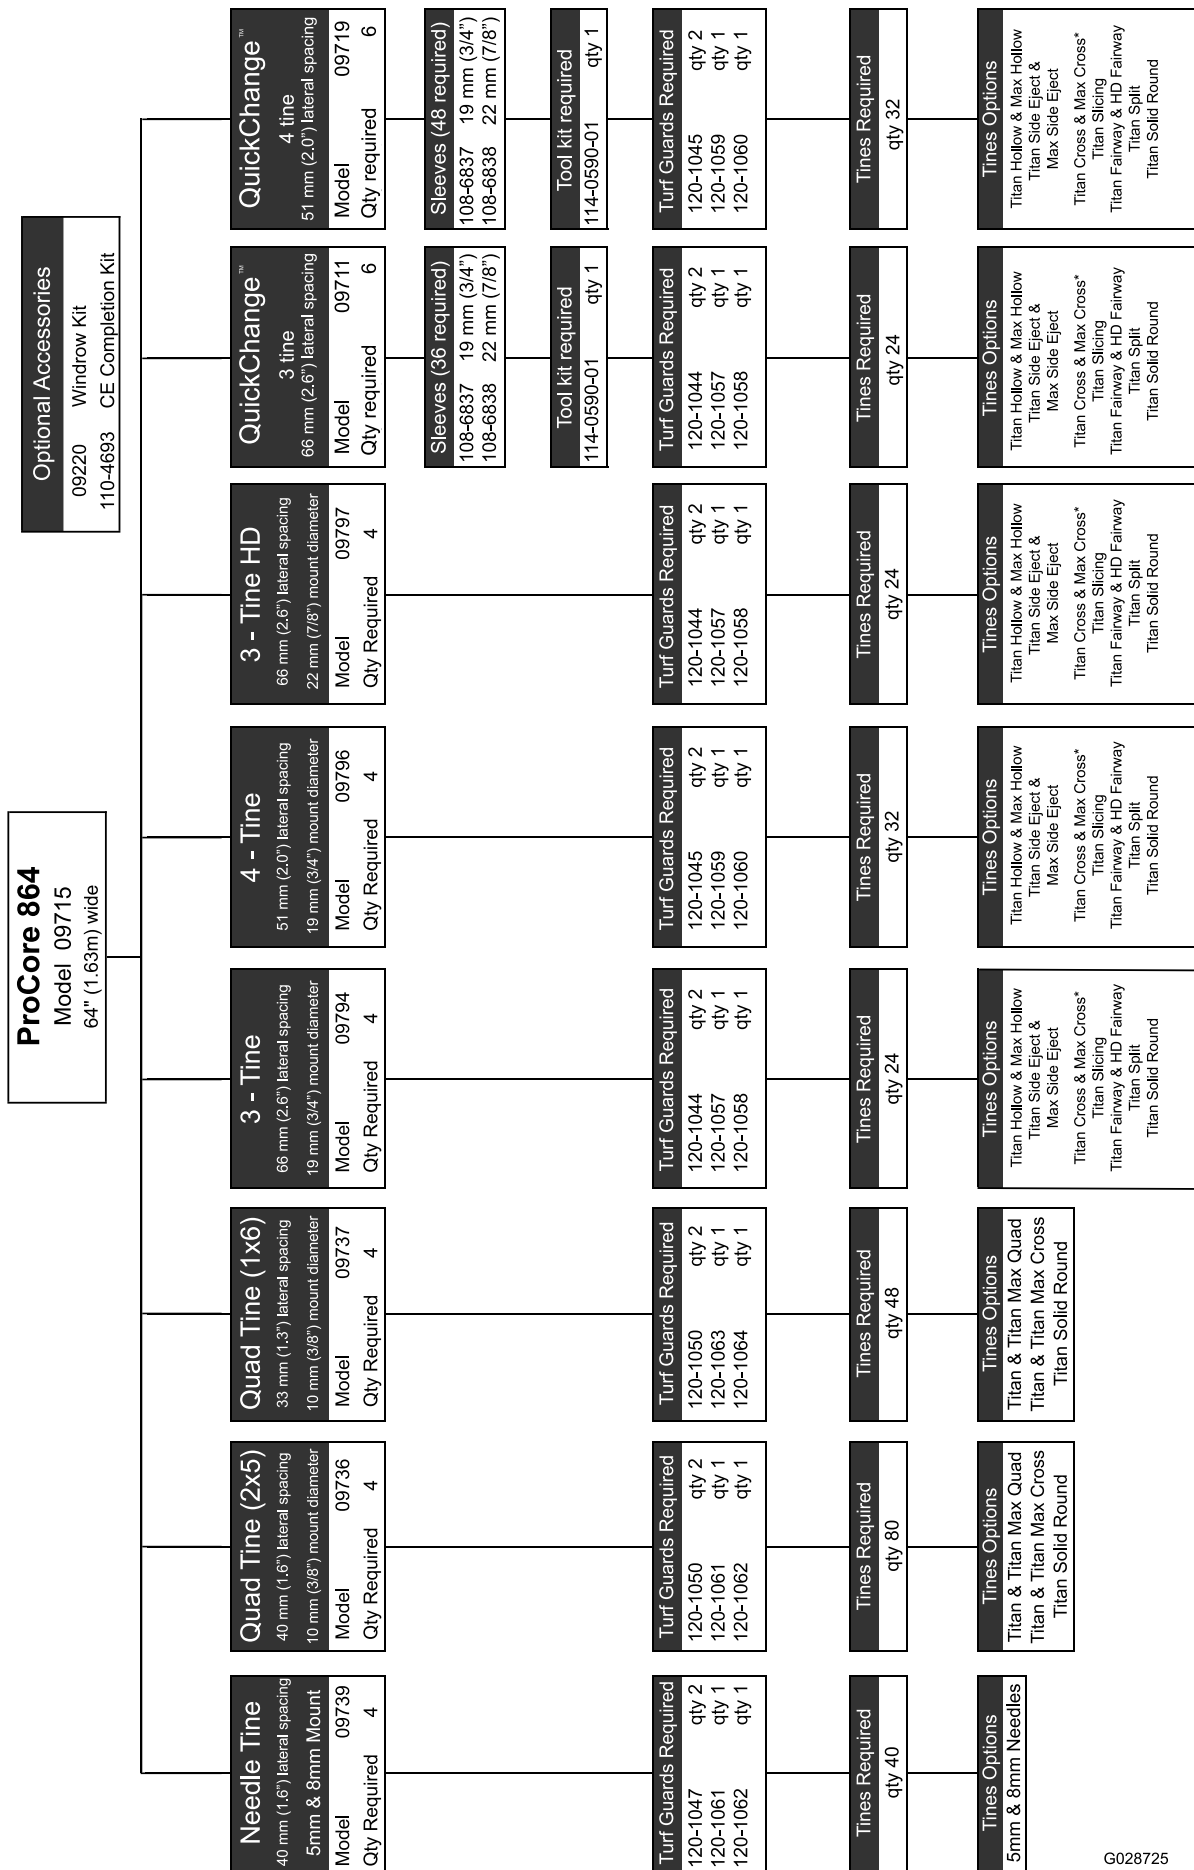 ProCore 864
Model 09715
64" (1.63m) wide
Optional Accessories
09220 Windrow Kit
110-4693 CE Completion Kit
Needle Tine
40 mm (1.6") lateral spacing
5mm & 8mm Mount
Model 09739
Qty Required 4
Turf Guards Required
120-1047 qty 2
120-1061 qty 1
120-1062 qty 1
Tines Required
qty 40
Tines Options
5mm & 8mm Needles
Quad Tine (2x5)
40 mm (1.6") lateral spacing
10 mm (3/8") mount diameter
Model 09736
Qty Required 4
Turf Guards Required
120-1050 qty 2
120-1061 qty 1
120-1062 qty 1
Tines Required
qty 80
Tines Options
Titan & Titan Max Quad
Titan & Titan Max Cross
Titan Solid Round
Quad Tine (1x6)
33 mm (1.3") lateral spacing
10 mm (3/8") mount diameter
Model 09737
Qty Required 4
Turf Guards Required
120-1050 qty 2
120-1063 qty 1
120-1064 qty 1
Tines Required
qty 48
Tines Options
Titan & Titan Max Quad
Titan & Titan Max Cross
Titan Solid Round
3 - Tine
66 mm (2.6") lateral spacing
19 mm (3/4") mount diameter
Model 09794
Qty Required 4
Turf Guards Required
120-1044 qty 2
120-1057 qty 1
120-1058 qty 1
Tines Required
qty 24
Tines Options
Titan Hollow & Max Hollow
Titan Side Eject &
Max Side Eject
Titan Cross & Max Cross*
Titan Slicing
Titan Fairway & HD Fairway
Titan Split
Titan Solid Round
4 - Tine
51 mm (2.0") lateral spacing
19 mm (3/4") mount diameter
Model 09796
Qty Required 4
Turf Guards Required
120-1045 qty 2
120-1059 qty 1
120-1060 qty 1
Tines Required
qty 32
Tines Options
Titan Hollow & Max Hollow
Titan Side Eject &
Max Side Eject
Titan Cross & Max Cross*
Titan Slicing
Titan Fairway & HD Fairway
Titan Split
Titan Solid Round
3 - Tine HD
66 mm (2.6") lateral spacing
22 mm (7/8") mount diameter
Model 09797
Qty Required 4
Turf Guards Required
120-1044 qty 2
120-1057 qty 1
120-1058 qty 1
Tines Required
qty 24
Tines Options
Titan Hollow & Max Hollow
Titan Side Eject &
Max Side Eject
Titan Cross & Max Cross*
Titan Slicing
Titan Fairway & HD Fairway
Titan Split
Titan Solid Round
QuickChange™
3 tine
66 mm (2.6") lateral spacing
Model 09711
Qty required 6
Sleeves (36 required)
108-6837 19 mm (3/4")
108-6838 22 mm (7/8")
Tool kit required
114-0590-01 qty 1
Turf Guards Required
120-1044 qty 2
120-1057 qty 1
120-1058 qty 1
Tines Required
qty 24
Tines Options
Titan Hollow & Max Hollow
Titan Side Eject &
Max Side Eject
Titan Cross & Max Cross*
Titan Slicing
Titan Fairway & HD Fairway
Titan Split
Titan Solid Round
QuickChange™
4 tine
51 mm (2.0") lateral spacing
Model 09719
Qty required 6
Sleeves (48 required)
108-6837 19 mm (3/4")
108-6838 22 mm (7/8")
Tool kit required
114-0590-01 qty 1
Turf Guards Required
120-1045 qty 2
120-1059 qty 1
120-1060 qty 1
Tines Required
qty 32
Tines Options
Titan Hollow & Max Hollow
Titan Side Eject &
Max Side Eject
Titan Cross & Max Cross*
Titan Slicing
Titan Fairway & HD Fairway
Titan Split
Titan Solid Round
G028725